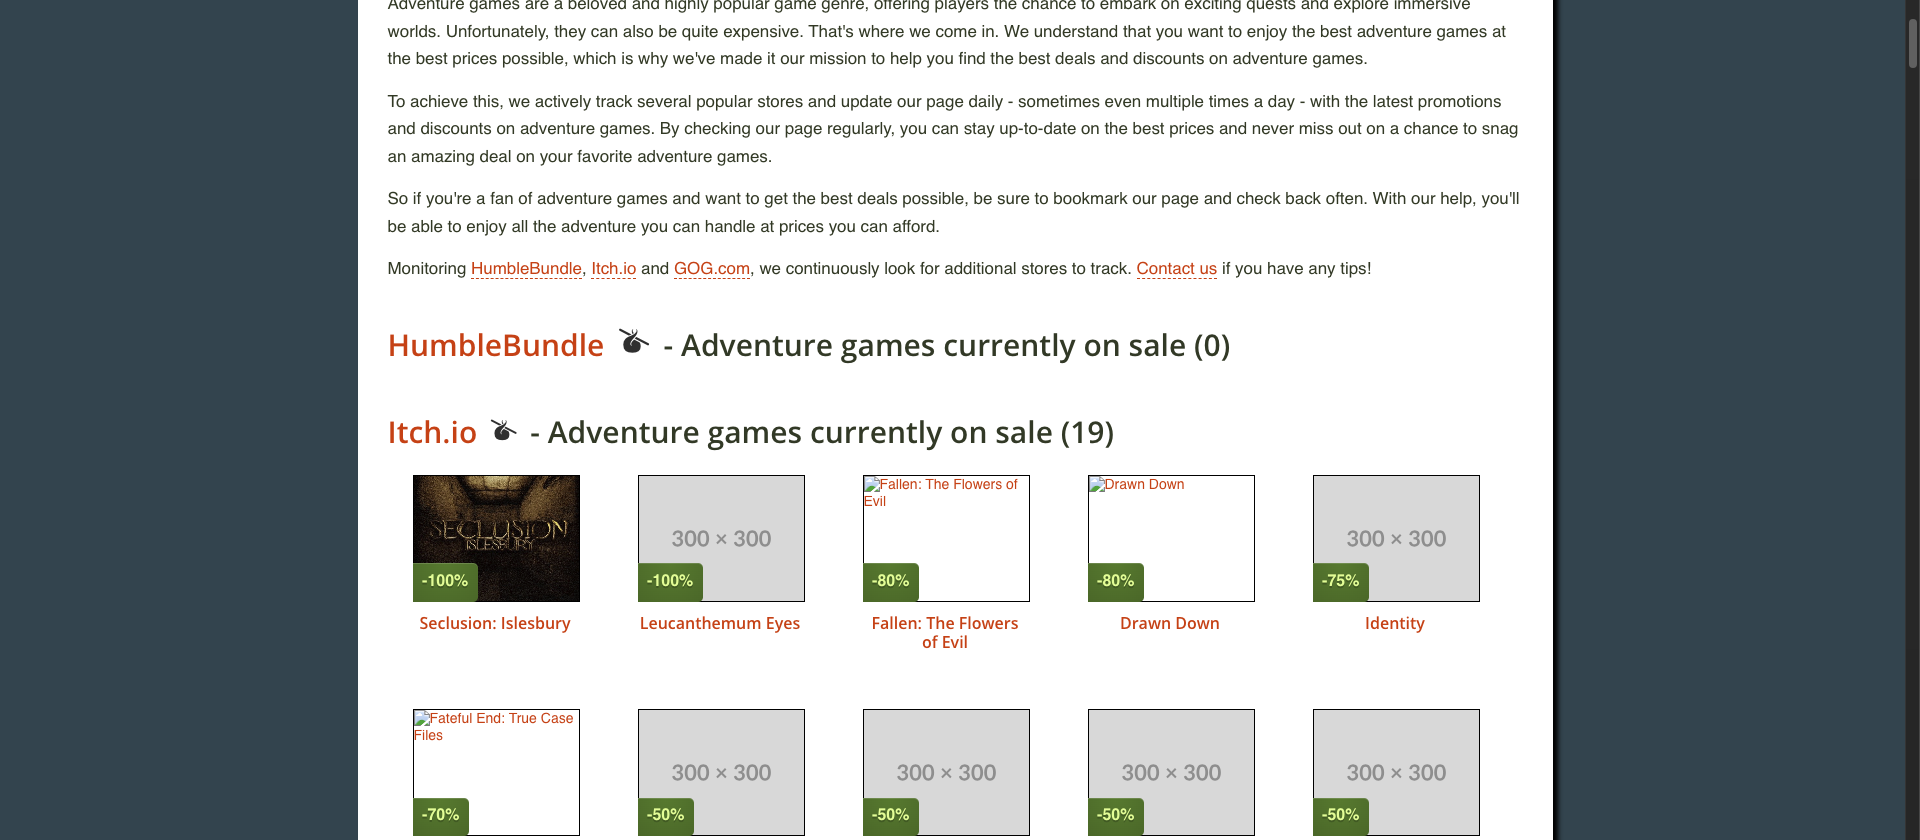 Adventure games are a beloved and highly popular game genre, offering players the chance to embark on exciting quests and explore immersive
worlds. Unfortunately, they can also be quite expensive. That's where we come in. We understand that you want to enjoy the best adventure games at
the best prices possible, which is why we've made it our mission to help you find the best deals and discounts on adventure games.
To achieve this, we actively track several popular stores and update our page daily - sometimes even multiple times a day - with the latest promotions
and discounts on adventure games. By checking our page regularly, you can stay up-to-date on the best prices and never miss out on a chance to snag
an amazing deal on your favorite adventure games.
So if you're a fan of adventure games and want to get the best deals possible, be sure to bookmark our page and check back often. With our help, you'll
be able to enjoy all the adventure you can handle at prices you can afford.
Monitoring HumbleBundle, Itch.io and GOG.com, we continuously look for additional stores to track. Contact us if you have any tips!
HumbleBundle - Adventure games currently on sale (0)
Itch.io - Adventure games currently on sale (19)
SECLUSION
ISLESBURY
-100%
Seclusion: Islesbury
300 × 300
-100%
Leucanthemum Eyes
Fallen: The Flowers of
Evil
-80%
Fallen: The Flowers
of Evil
Drawn Down
-80%
Drawn Down
300 × 300
-75%
Identity
Fateful End: True Case
Files
-70%
300 × 300
-50%
300 × 300
-50%
300 × 300
-50%
300 × 300
-50%